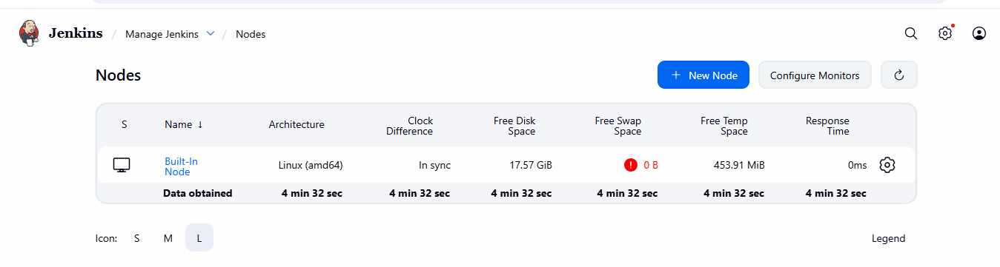 Jenkins / Manage Jenkins / Nodes
Nodes
+ New Node
Configure Monitors
S Name ↓ Architecture Clock Difference Free Disk Space Free Swap Space Free Temp Space Response Time
Built-In Node Linux (amd64) In sync 17.57 GiB ! 0 B 453.91 MiB 0ms
Data obtained 4 min 32 sec 4 min 32 sec 4 min 32 sec 4 min 32 sec 4 min 32 sec 4 min 32 sec
Icon: S M L Legend